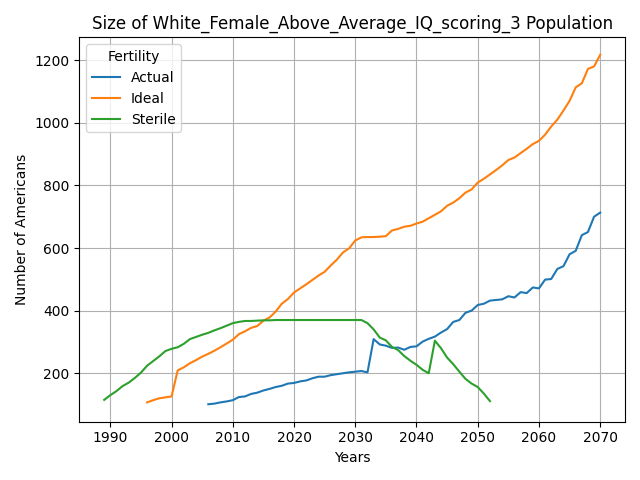 Size of White_Female_Above_Average_IQ_scoring_3 Population
Fertility
Actual
Ideal
Sterile
Number of Americans
1200
1000
800
600
400
200
1990 2000 2010 2020 2030 2040 2050 2060 2070
Years